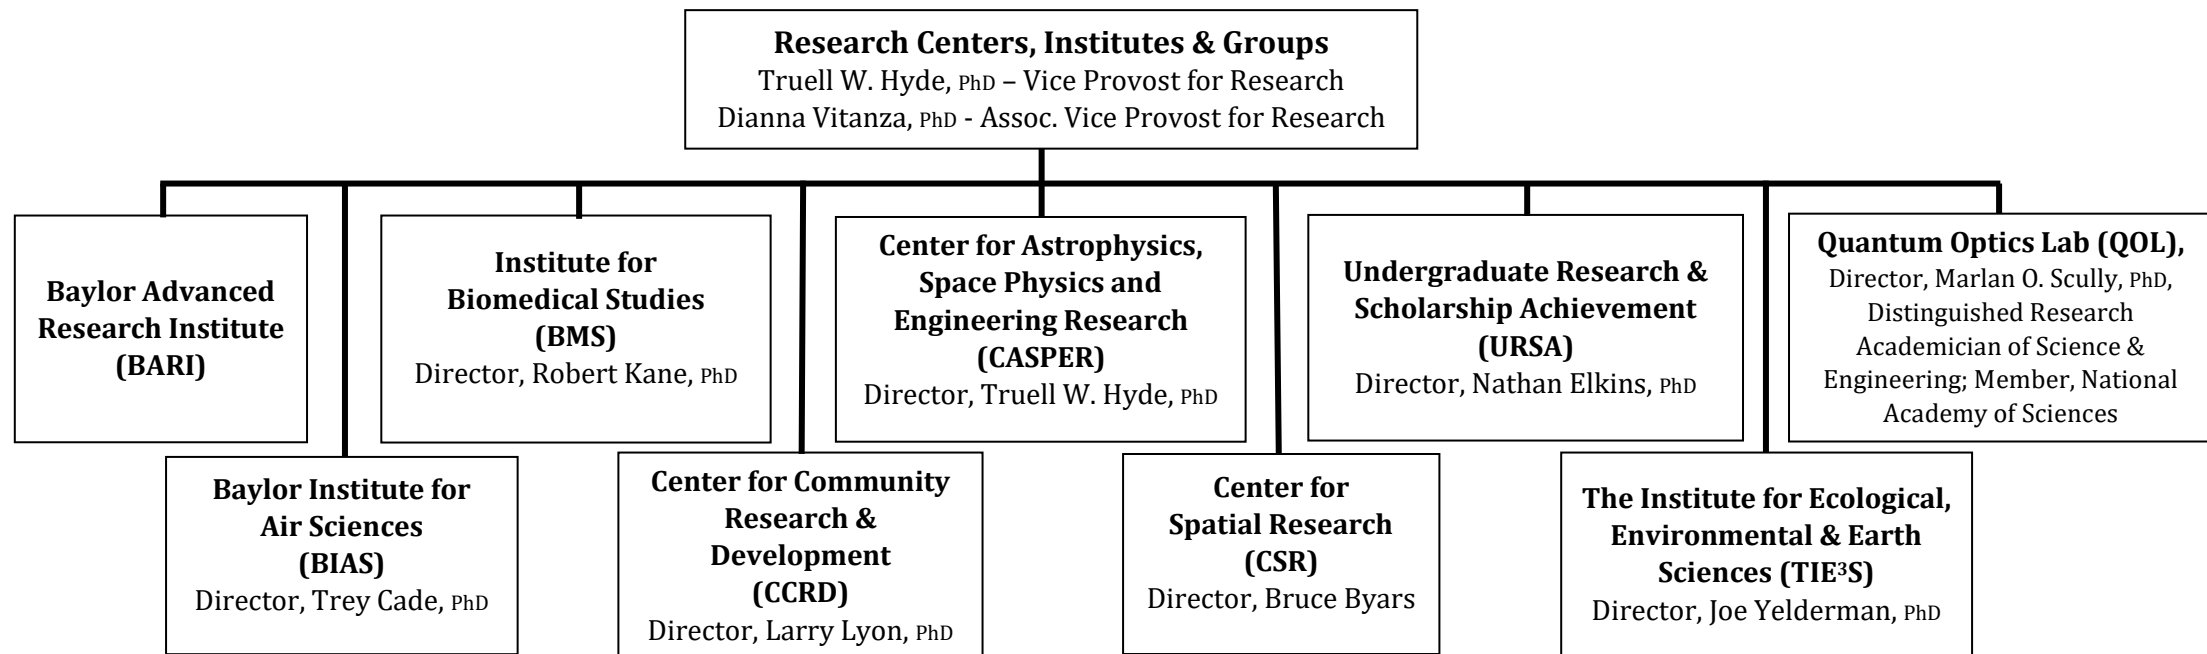 Research Centers, Institutes & Groups
Truell W. Hyde, PhD – Vice Provost for Research
Dianna Vitanza, PhD - Assoc. Vice Provost for Research
Baylor Advanced
Research Institute
(BARI)
Institute for
Biomedical Studies
(BMS)
Director, Robert Kane, PhD
Center for Astrophysics,
Space Physics and
Engineering Research
(CASPER)
Director, Truell W. Hyde, PhD
Undergraduate Research &
Scholarship Achievement
(URSA)
Director, Nathan Elkins, PhD
Quantum Optics Lab (QOL),
Director, Marlan O. Scully, PhD,
Distinguished Research
Academician of Science &
Engineering; Member, National
Academy of Sciences
Baylor Institute for
Air Sciences
(BIAS)
Director, Trey Cade, PhD
Center for Community
Research &
Development
(CCRD)
Director, Larry Lyon, PhD
Center for
Spatial Research
(CSR)
Director, Bruce Byars
The Institute for Ecological,
Environmental & Earth
Sciences (TIE³S)
Director, Joe Yelderman, PhD